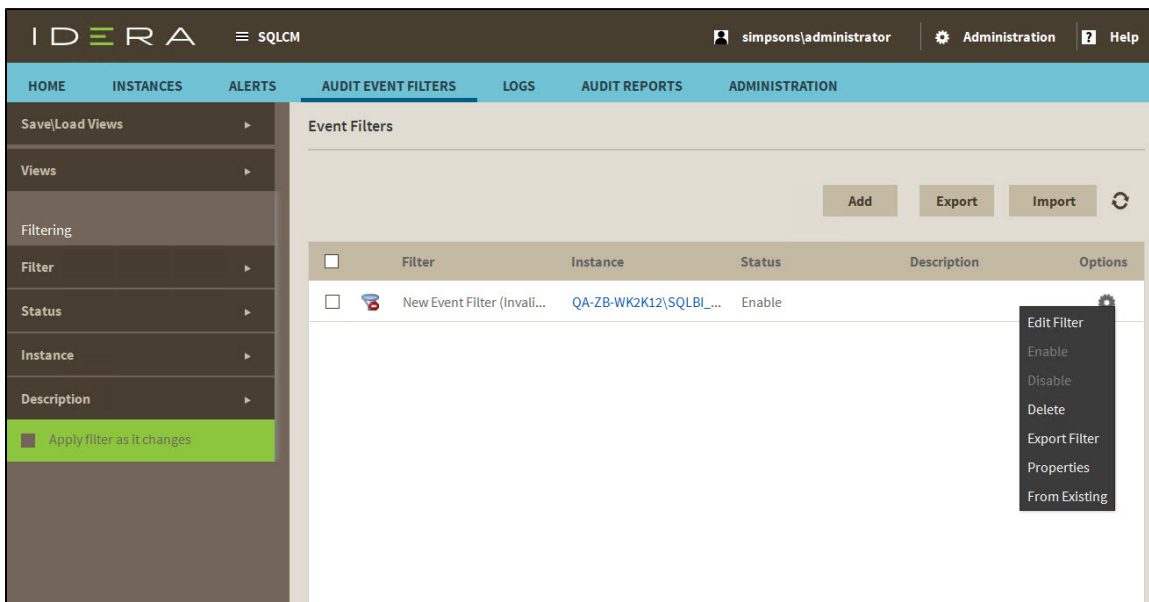 IDERA
SQLCM
simpsons\administrator
Administration
? Help
HOME INSTANCES ALERTS AUDIT EVENT FILTERS LOGS AUDIT REPORTS ADMINISTRATION
Save\Load Views
Views
Filtering
Filter
Status
Instance
Description
Apply filter as it changes
Event Filters
Add Export Import
Filter Instance Status Description Options
New Event Filter (Invali... QA-ZB-WK2K12\SQLBI_... Enable
Edit Filter
Enable
Disable
Delete
Export Filter
Properties
From Existing